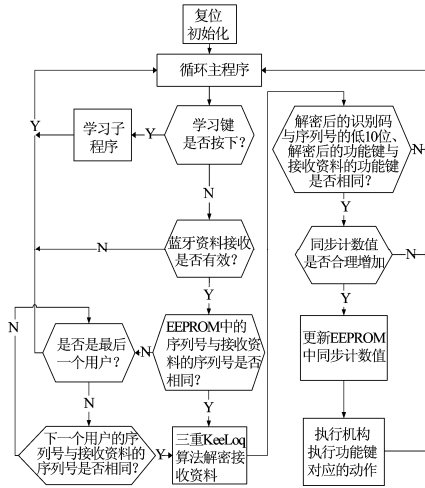 复位
初始化
循环主程序
学习键
是否按下？
Y
学习子
程序
Y
N
蓝牙资料接收
是否有效？
N
Y
EEPROM中的
序列号与接收资
料的序列号是否
相同？
N
是否是最后
一个用户？
N
N
下一个用户的序
列号与接收资料的
序列号是否相同？
Y
Y
三重KeeLoq
算法解密接
收资料
解密后的识别码
与序列号的低10位、
解密后的功能键与
接收资料的功能键
是否相同？
N
Y
同步计数值
是否合理增加
N
Y
更新EEPROM
中同步计数值
执行机构
执行功能键
对应的动作